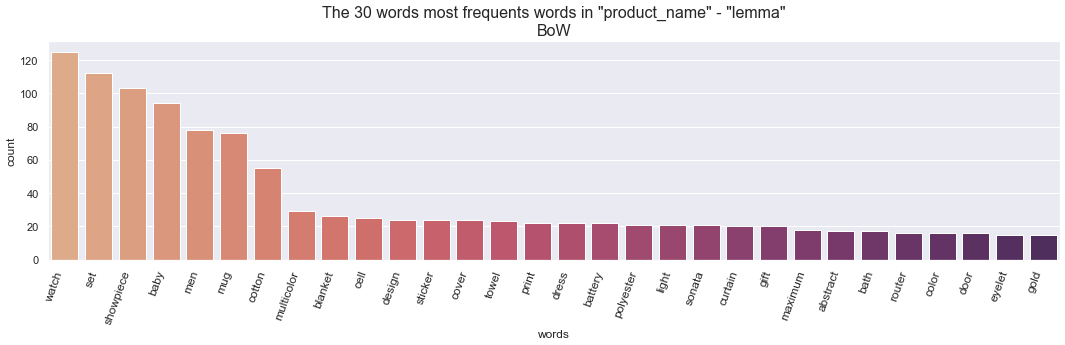 The 30 words most frequents words in "product_name" - "lemma"
BoW
120
100
80
60
40
20
0
count
watch
set
showpiece
baby
men
mug
cotton
multicolor
blanket
cell
design
sticker
cover
towel
print
dress
battery
polyester
light
sonata
curtain
gift
maximum
abstract
bath
router
color
door
eyelet
gold
words